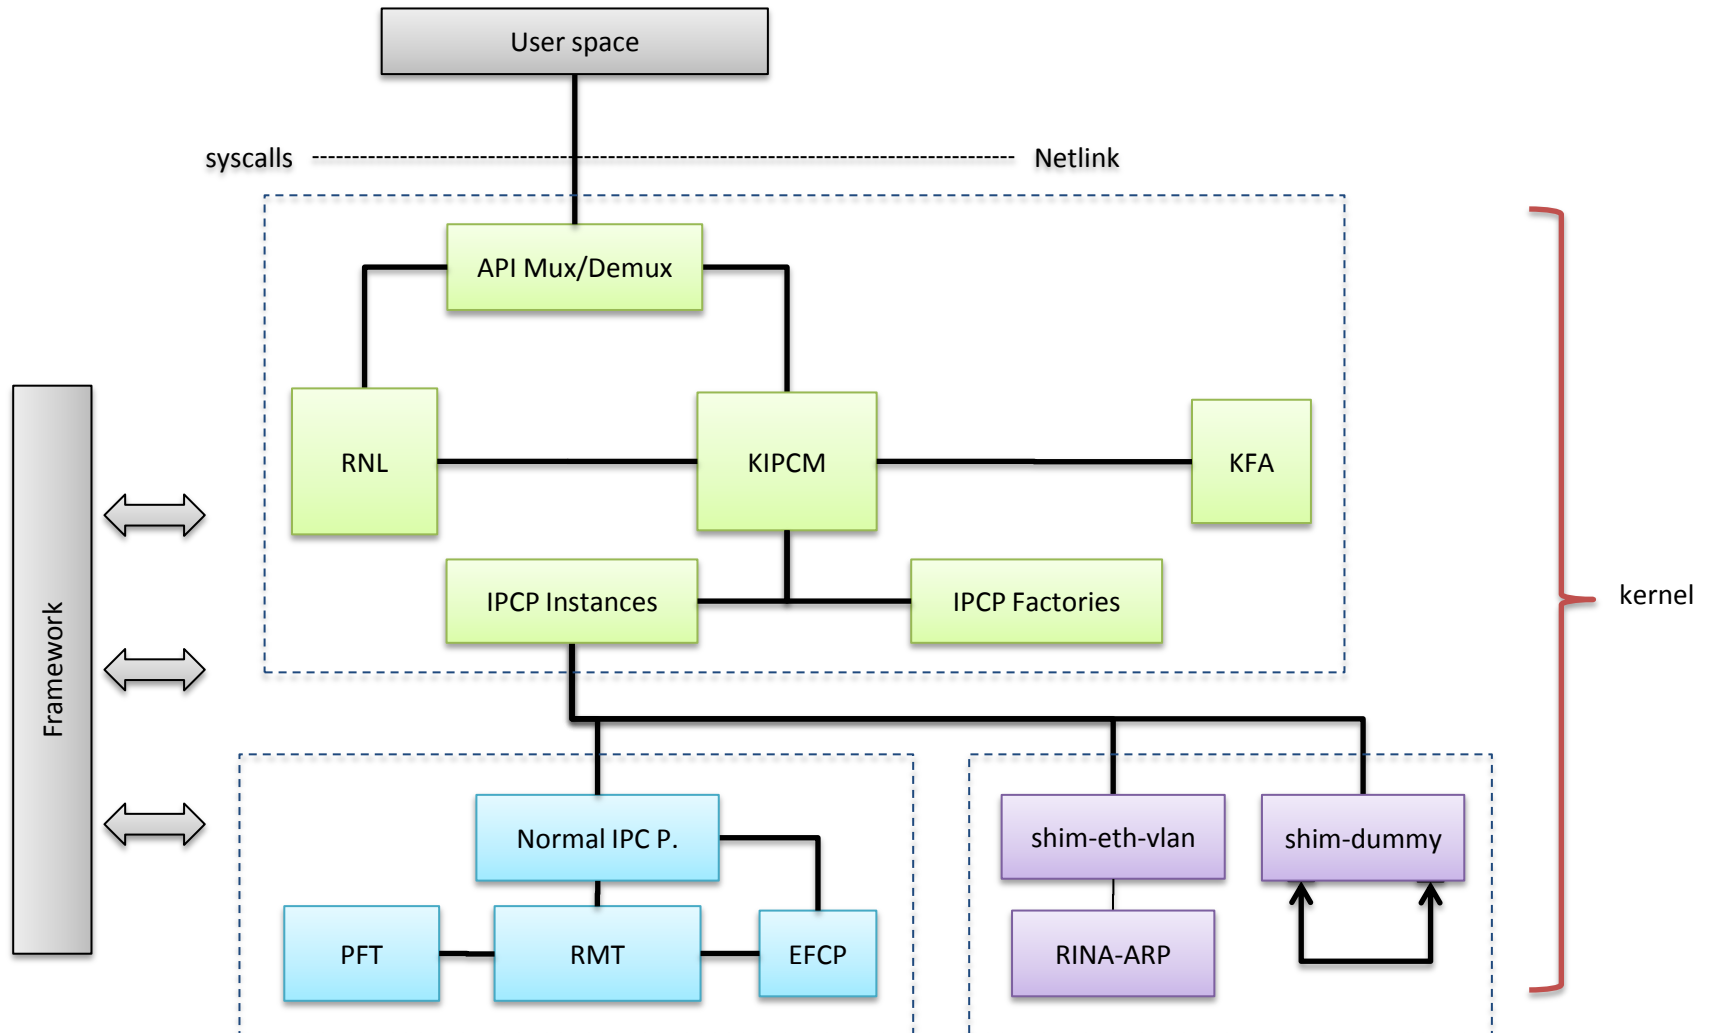 User space
syscalls
Netlink
API Mux/Demux
RNL
KIPCM
KFA
IPCP Instances
IPCP Factories
kernel
Framework
Normal IPC P.
shim-eth-vlan
shim-dummy
PFT
RMT
EFCP
RINA-ARP